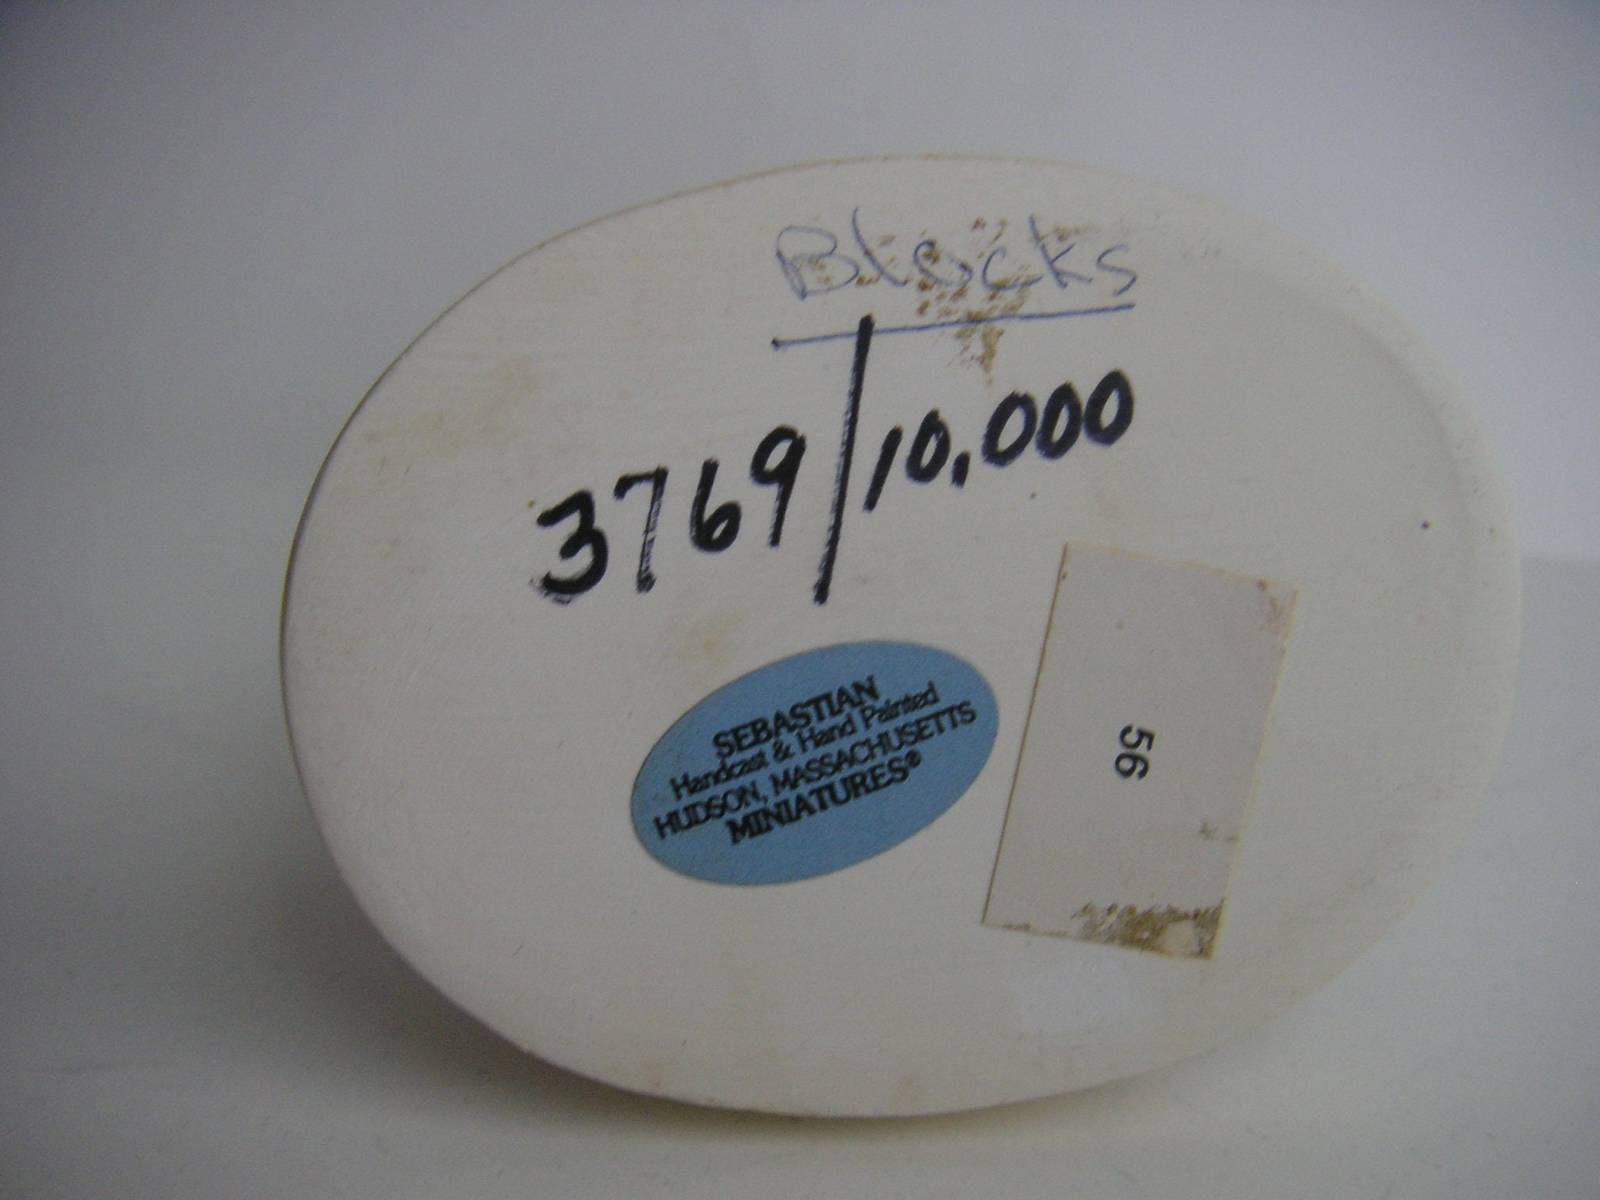 Blocks
3769/10,000
SEBASTIAN
Handcast & Hand Painted
HUDSON, MASSACHUSETTS
MINIATURES®
56